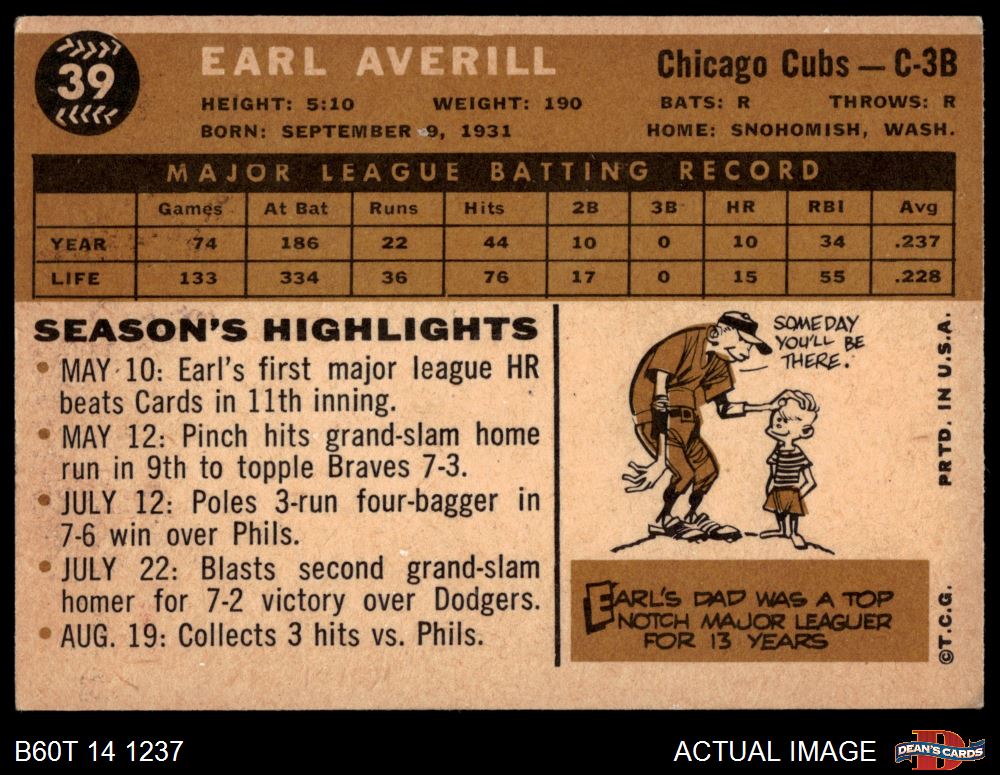 39
EARL AVERILL
Chicago Cubs — C-3B
HEIGHT: 5:10 WEIGHT: 190 BATS: R THROWS: R
BORN: SEPTEMBER 9, 1931 HOME: SNOHOMISH, WASH.
MAJOR LEAGUE BATTING RECORD
Games At Bat Runs Hits 2B 3B HR RBI Avg
YEAR 74 186 22 44 10 0 10 34 .237
LIFE 133 334 36 76 17 0 15 55 .228
SEASON'S HIGHLIGHTS
• MAY 10: Earl's first major league HR
beats Cards in 11th inning.
• MAY 12: Pinch hits grand-slam home
run in 9th to topple Braves 7-3.
• JULY 12: Poles 3-run four-bagger in
7-6 win over Phils.
• JULY 22: Blasts second grand-slam
homer for 7-2 victory over Dodgers.
• AUG. 19: Collects 3 hits vs. Phils.
SOMEDAY
YOU'LL BE
THERE.
EARL'S DAD WAS A TOP
NOTCH MAJOR LEAGUER
FOR 13 YEARS
PRTD. IN U.S.A.
©T.C.G.
B60T 14 1237
ACTUAL IMAGE
DEAN'S CARDS